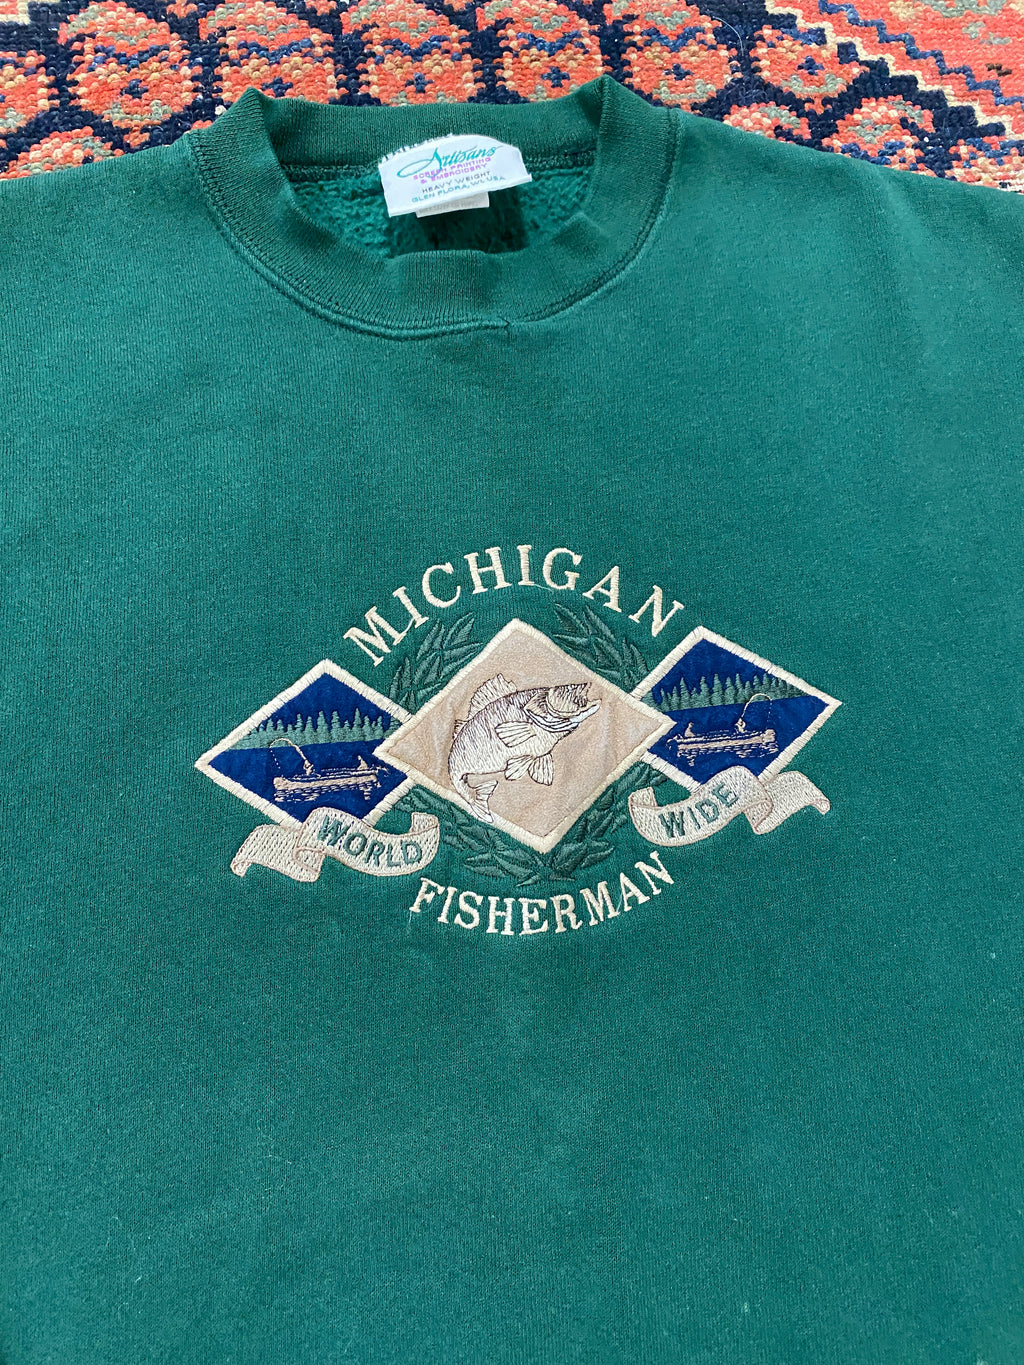 Artisans
SCREEN PRINTING
& EMBROIDERY
HEAVY WEIGHT
GLEN FLORA, WI. USA
MICHIGAN
WORLD WIDE
FISHERMAN